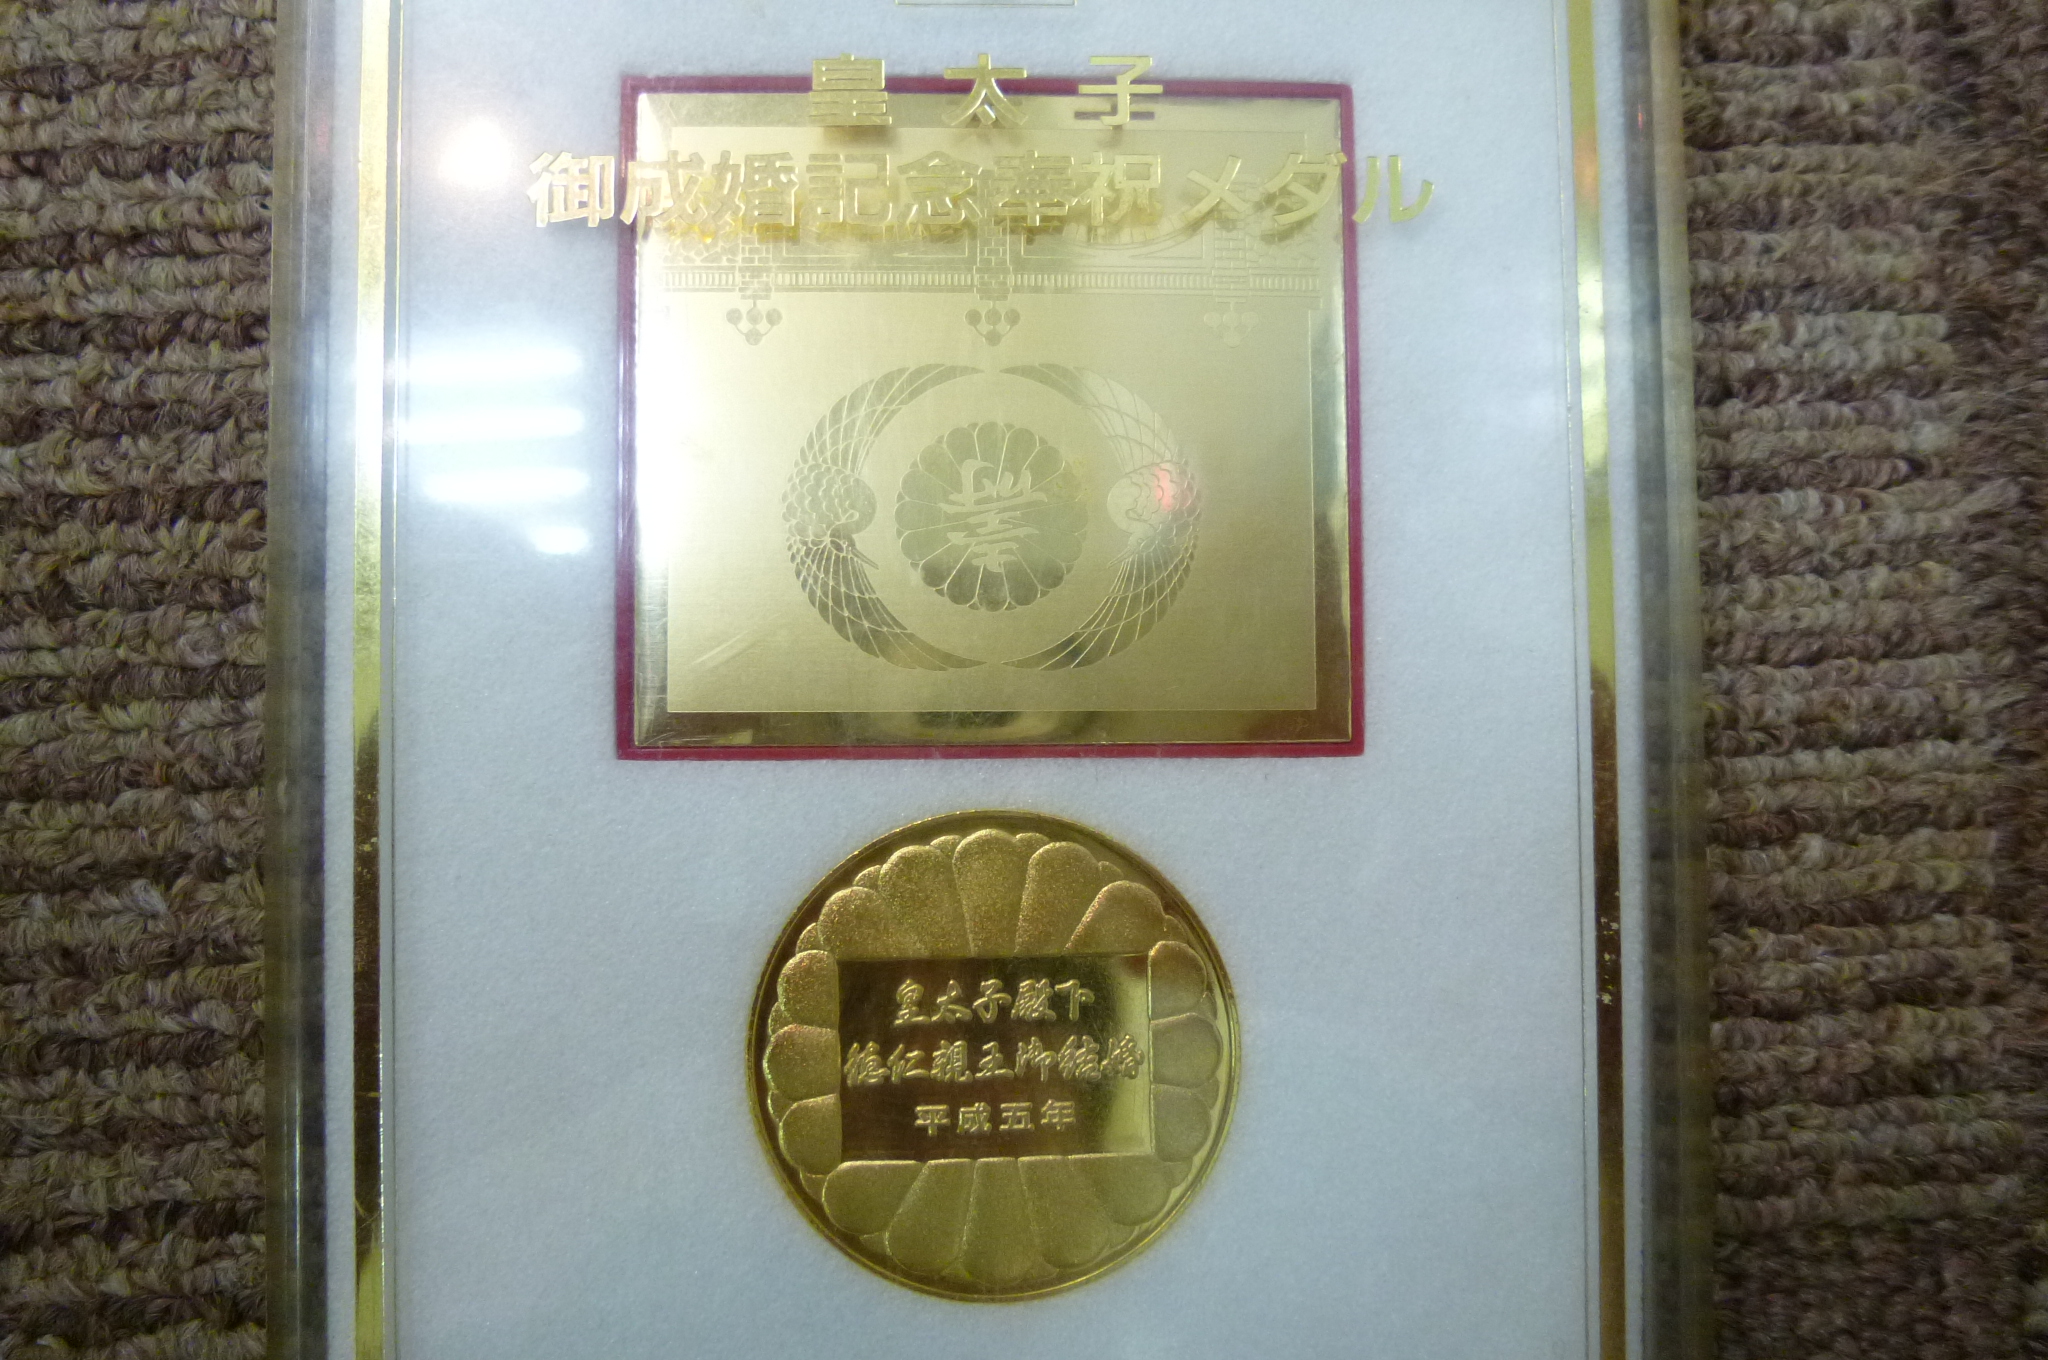 皇太子
御成婚記念奉祝メダル
皇太子殿下
徳仁親王御結婚
平成五年